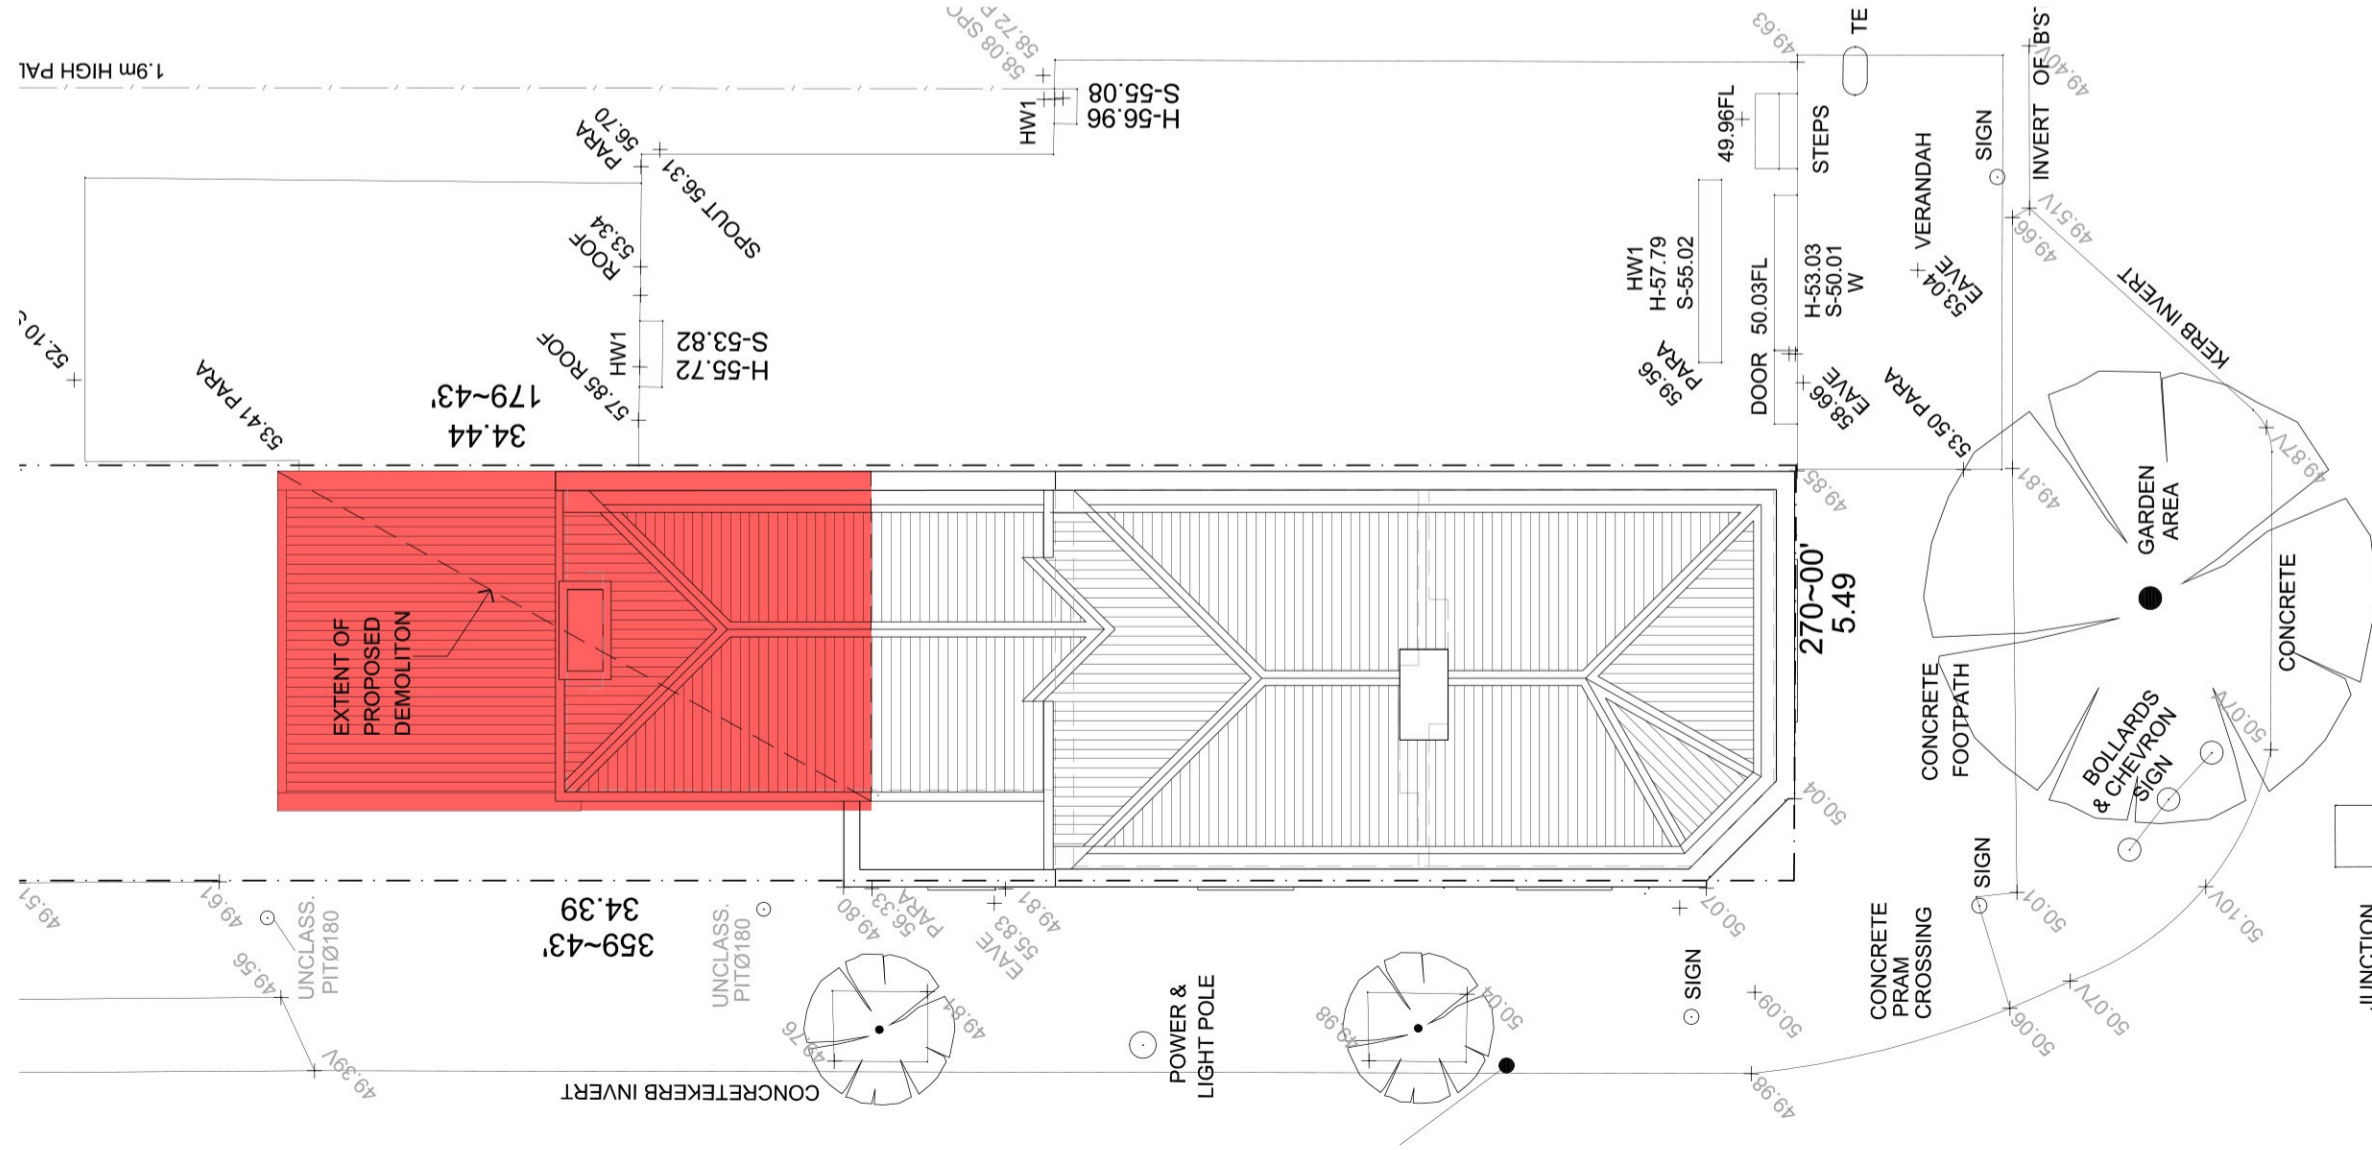 1.9m HIGH PAL
58.08 SPO
58.72 P
HW1
H-56.96
S-55.08
49.63
TE
49.40V
INVERT OF B'S'
PARA
56.70
SPOUT 56.31
ROOF
53.34
HW1
H-55.72
S-53.82
57.85 ROOF
52.10 S
53.41 PARA
179~43'
34.44
49.96FL
STEPS
VERANDAH
SIGN
HW1
H-57.79
S-55.02
DOOR 50.03FL
H-53.03
S-50.01
W
EAVE
53.04
49.66
49.51V
KERB INVERT
59.56
PARA
58.66
EAVE
53.50 PARA
49.85
49.81
49.87V
GARDEN
AREA
CONCRETE
EXTENT OF
PROPOSED
DEMOLITON
270~00'
5.49
CONCRETE
FOOTPATH
BOLLARDS
& CHEVRON
SIGN
50.07V
50.04
SIGN
50.01
50.10V
49.51
49.61
49.56
UNCLASS.
PITØ180
359~43'
34.39
UNCLASS.
PITØ180
49.80
56.33
PARA
49.81
55.83
EAVE
50.07
49.39V
CONCRETEKERB INVERT
49.76
49.84
POWER &
LIGHT POLE
49.98
50.04
SIGN
50.09
49.98
CONCRETE
PRAM
CROSSING
50.06
50.07V
JUNCTION